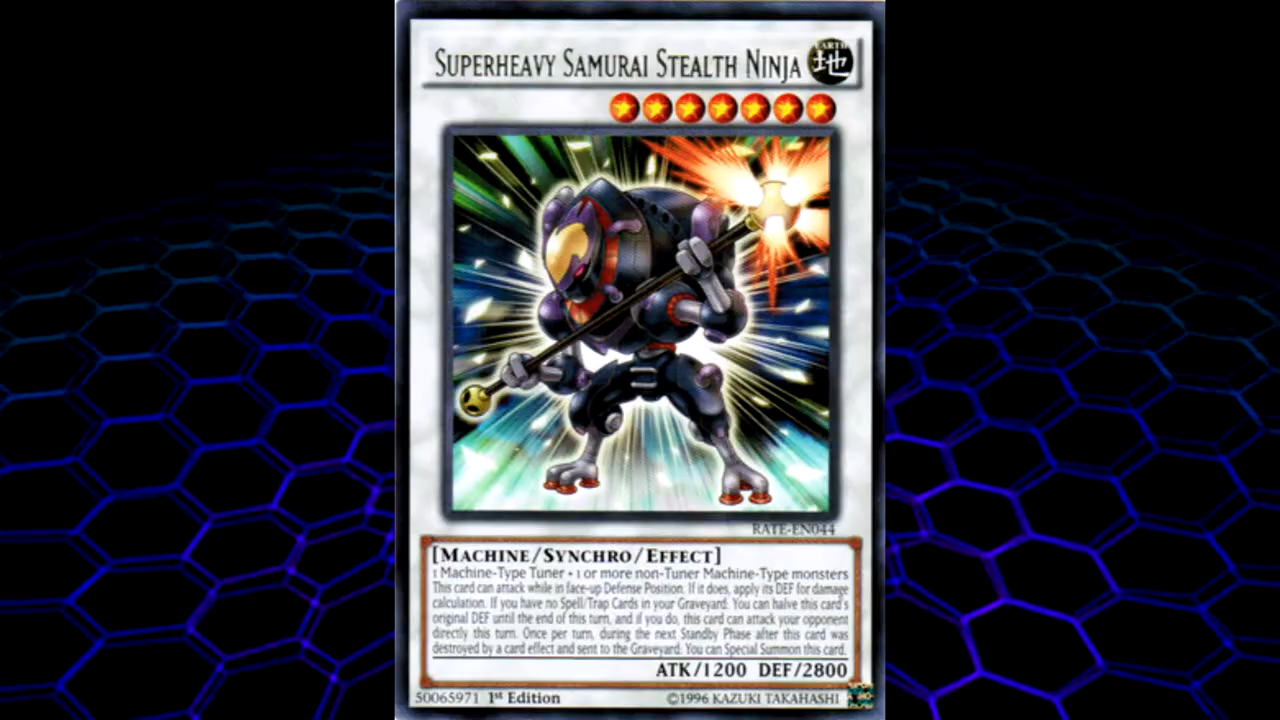 SUPERHEAVY SAMURAI STEALTH NINJA
EARTH
地
RATE-EN044
[MACHINE/SYNCHRO/EFFECT]
1 Machine-Type Tuner + 1 or more non-Tuner Machine-Type monsters
This card can attack while in face-up Defense Position. If it does, apply its DEF for damage
calculation. If you have no Spell/Trap Cards in your Graveyard: You can halve this card's
original DEF until the end of this turn, and if you do, this card can attack your opponent
directly this turn. Once per turn, during the next Standby Phase after this card was
destroyed by a card effect and sent to the Graveyard: You can Special Summon this card.
ATK/1200 DEF/2800
50065971 1st Edition ©1996 KAZUKI TAKAHASHI